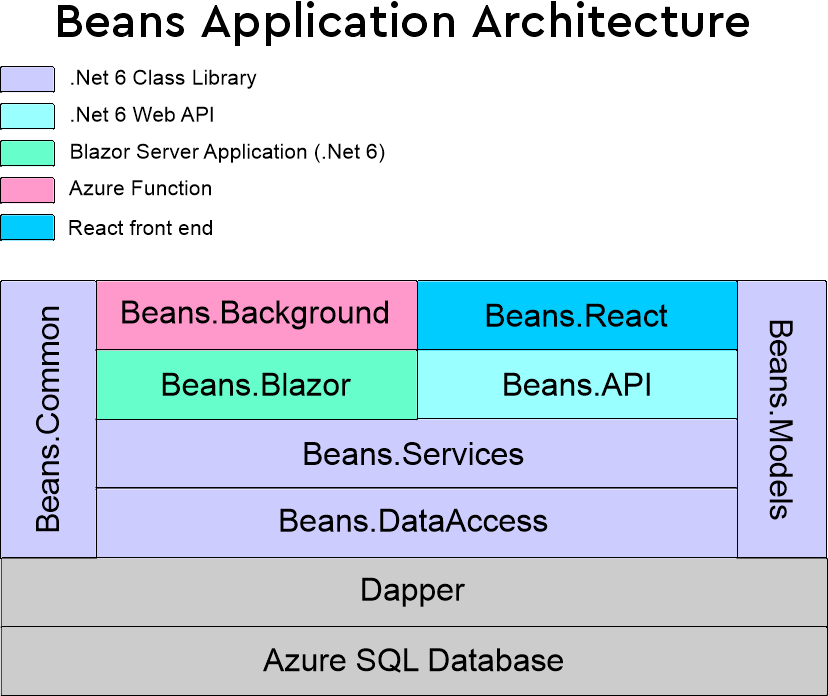 Beans Application Architecture
.Net 6 Class Library
.Net 6 Web API
Blazor Server Application (.Net 6)
Azure Function
React front end
Beans.Common
Beans.Background
Beans.React
Beans.Models
Beans.Blazor
Beans.API
Beans.Services
Beans.DataAccess
Dapper
Azure SQL Database